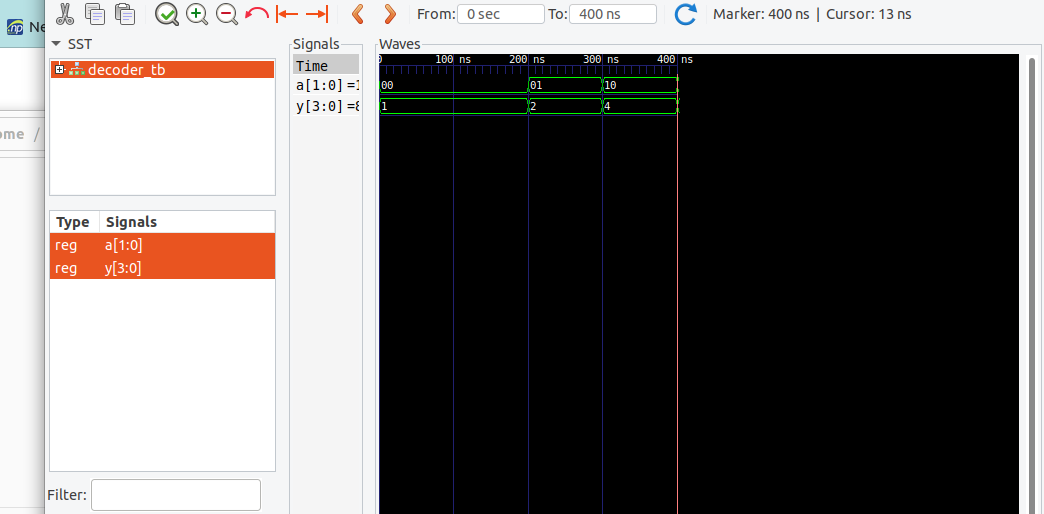 Ne
From: 0 sec To: 400 ns Marker: 400 ns | Cursor: 13 ns
SST
decoder_tb
ome /
Type Signals
reg a[1:0]
reg y[3:0]
Filter:
Signals
Time
a[1:0] =1
y[3:0] =8
Waves
0 100 ns 200 ns 300 ns 400 ns
00 01 10
1 2 4